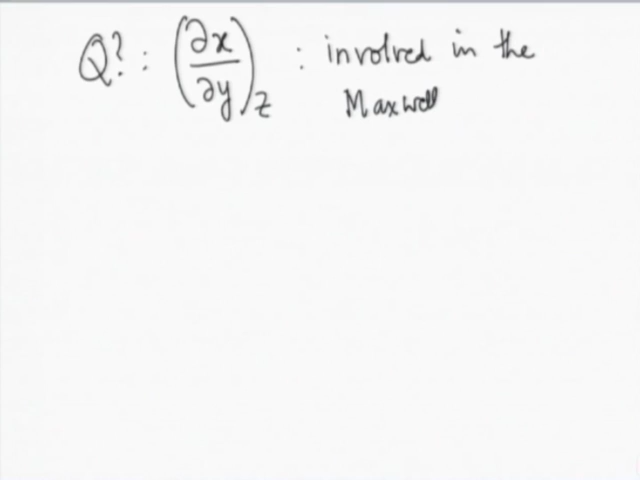 Q? : (∂x/∂y)_z : involved in the
Maxwell